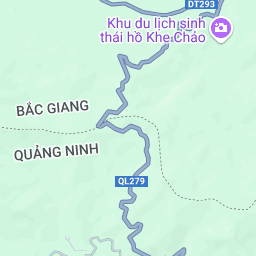 DT293
Khu du lịch sinh
thái hồ Khe Chảo
BẮC GIANG
QUẢNG NINH
QL279